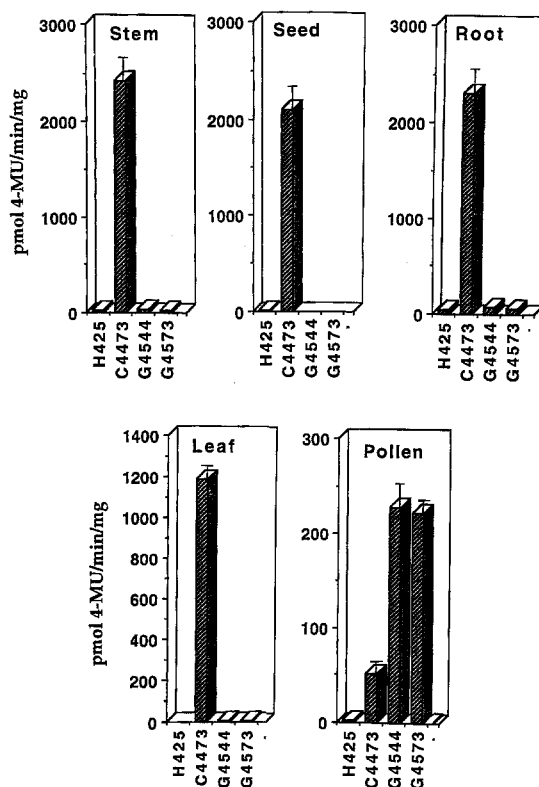 Stem
Seed
Root
pmol 4-MU/min/mg
3000
2000
1000
0
3000
2000
1000
0
3000
2000
1000
0
H425
C4473
G4544
G4573
H425
C4473
G4544
G4573
H425
C4473
G4544
G4573
Leaf
Pollen
pmol 4-MU/min/mg
1400
1200
1000
800
600
400
200
0
300
200
100
0
H425
C4473
G4544
G4573
H425
C4473
G4544
G4573